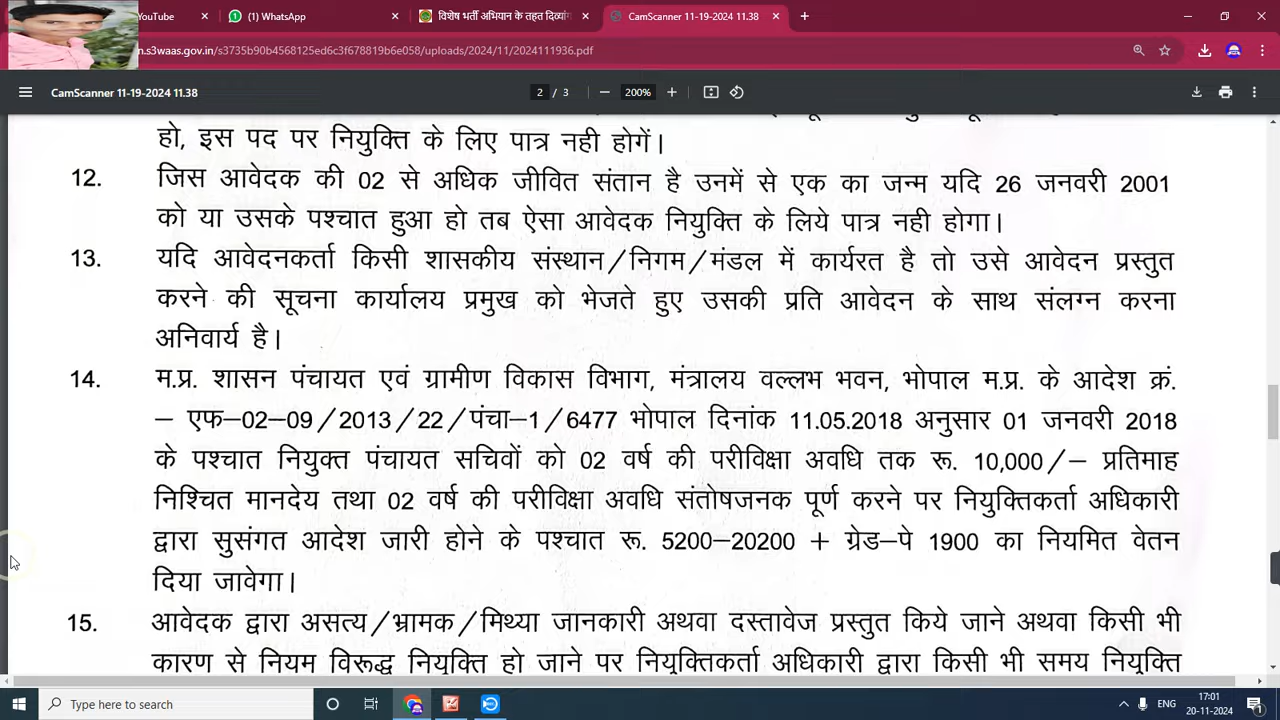 YouTube
(1) WhatsApp
विशेष भर्ती अभियान के तहत दिव्यां
CamScanner 11-19-2024 11.38
n.s3waas.gov.in/s3735b90b4568125ed6c3f678819b6e058/uploads/2024/11/2024111936.pdf
CamScanner 11-19-2024 11.38
2 / 3
200%
हो, इस पद पर नियुक्ति के लिए पात्र नही होगें।
12. जिस आवेदक की 02 से अधिक जीवित संतान है उनमें से एक का जन्म यदि 26 जनवरी 2001
को या उसके पश्चात हुआ हो तब ऐसा आवेदक नियुक्ति के लिये पात्र नही होगा।
13. यदि आवेदनकर्ता किसी शासकीय संस्थान/निगम/मंडल में कार्यरत है तो उसे आवेदन प्रस्तुत
करने की सूचना कार्यालय प्रमुख को भेजते हुए उसकी प्रति आवेदन के साथ संलग्न करना
अनिवार्य है।
14. म.प्र. शासन पंचायत एवं ग्रामीण विकास विभाग, मंत्रालय वल्लभ भवन, भोपाल म.प्र. के आदेश क्रं.
– एफ–02–09/2013/22/पंचा–1/6477 भोपाल दिनांक 11.05.2018 अनुसार 01 जनवरी 2018
के पश्चात नियुक्त पंचायत सचिवों को 02 वर्ष की परीविक्षा अवधि तक रू. 10,000/– प्रतिमाह
निश्चित मानदेय तथा 02 वर्ष की परीविक्षा अवधि संतोषजनक पूर्ण करने पर नियुक्तिकर्ता अधिकारी
द्वारा सुसंगत आदेश जारी होने के पश्चात रू. 5200–20200 + ग्रेड–पे 1900 का नियमित वेतन
दिया जावेगा।
15. आवेदक द्वारा असत्य/भ्रामक/मिथ्या जानकारी अथवा दस्तावेज प्रस्तुत किये जाने अथवा किसी भी
कारण से नियम विरूद्ध नियुक्ति हो जाने पर नियुक्तिकर्ता अधिकारी द्वारा किसी भी समय नियुक्ति
Type here to search
ENG
17:01
20-11-2024